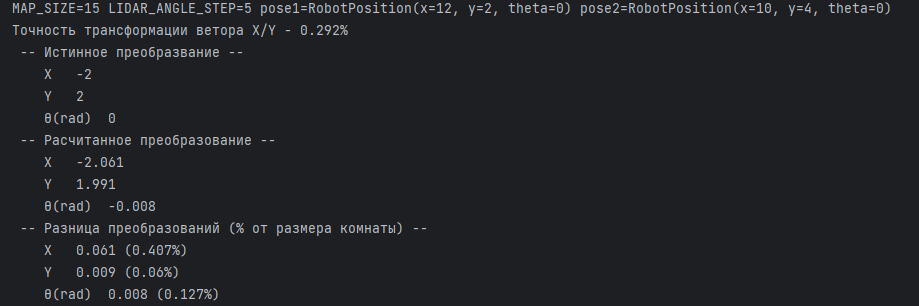 MAP_SIZE=15 LIDAR_ANGLE_STEP=5 pose1=RobotPosition(x=12, y=2, theta=0) pose2=RobotPosition(x=10, y=4, theta=0)
Точность трансформации ветора X/Y - 0.292%
-- Истинное преобразвание --
X -2
Y 2
θ(rad) 0
-- Расчитанное преобразование --
X -2.061
Y 1.991
θ(rad) -0.008
-- Разница преобразований (% от размера комнаты) --
X 0.061 (0.407%)
Y 0.009 (0.06%)
θ(rad) 0.008 (0.127%)